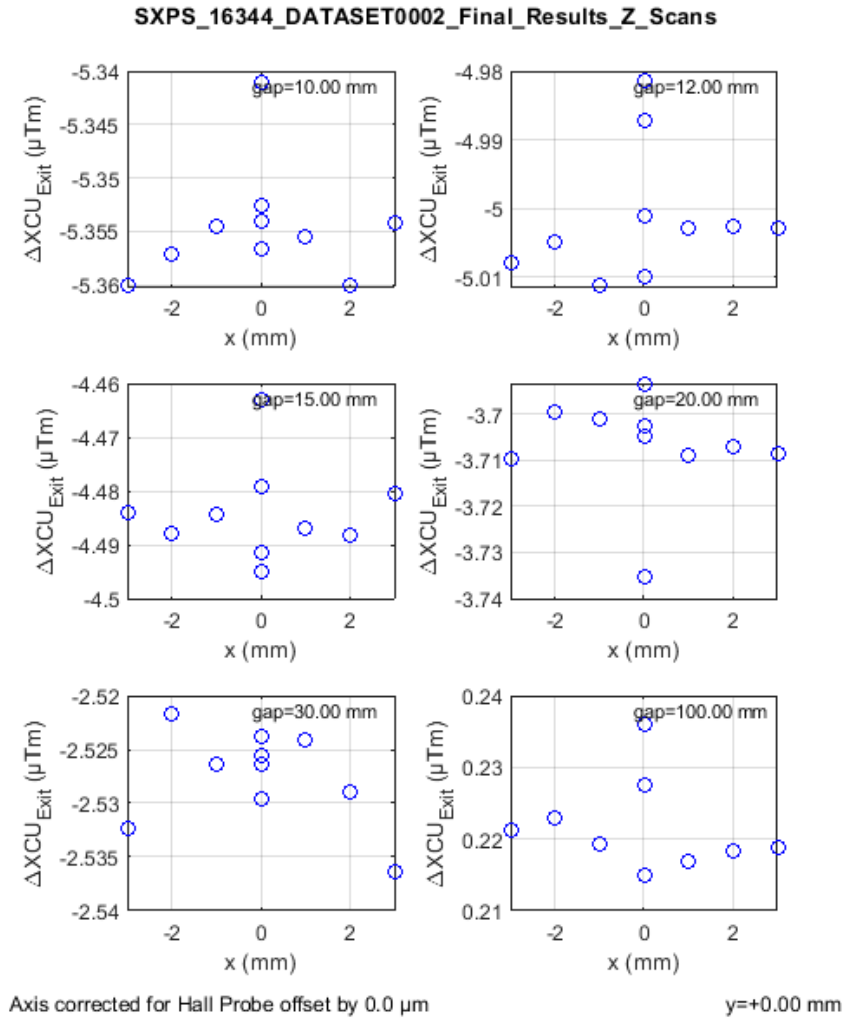 SXPS_16344_DATASET0002_Final_Results_Z_Scans
gap=10.00 mm
-5.34
-5.345
-5.35
-5.355
-5.36
ΔXCU_Exit (µTm)
-2 0 2
x (mm)
gap=12.00 mm
-4.98
-4.99
-5
-5.01
ΔXCU_Exit (µTm)
-2 0 2
x (mm)
gap=15.00 mm
-4.46
-4.47
-4.48
-4.49
-4.5
ΔXCU_Exit (µTm)
-2 0 2
x (mm)
gap=20.00 mm
-3.7
-3.71
-3.72
-3.73
-3.74
ΔXCU_Exit (µTm)
-2 0 2
x (mm)
gap=30.00 mm
-2.52
-2.525
-2.53
-2.535
-2.54
ΔXCU_Exit (µTm)
-2 0 2
x (mm)
gap=100.00 mm
0.24
0.23
0.22
0.21
ΔXCU_Exit (µTm)
-2 0 2
x (mm)
Axis corrected for Hall Probe offset by 0.0 µm
y=+0.00 mm